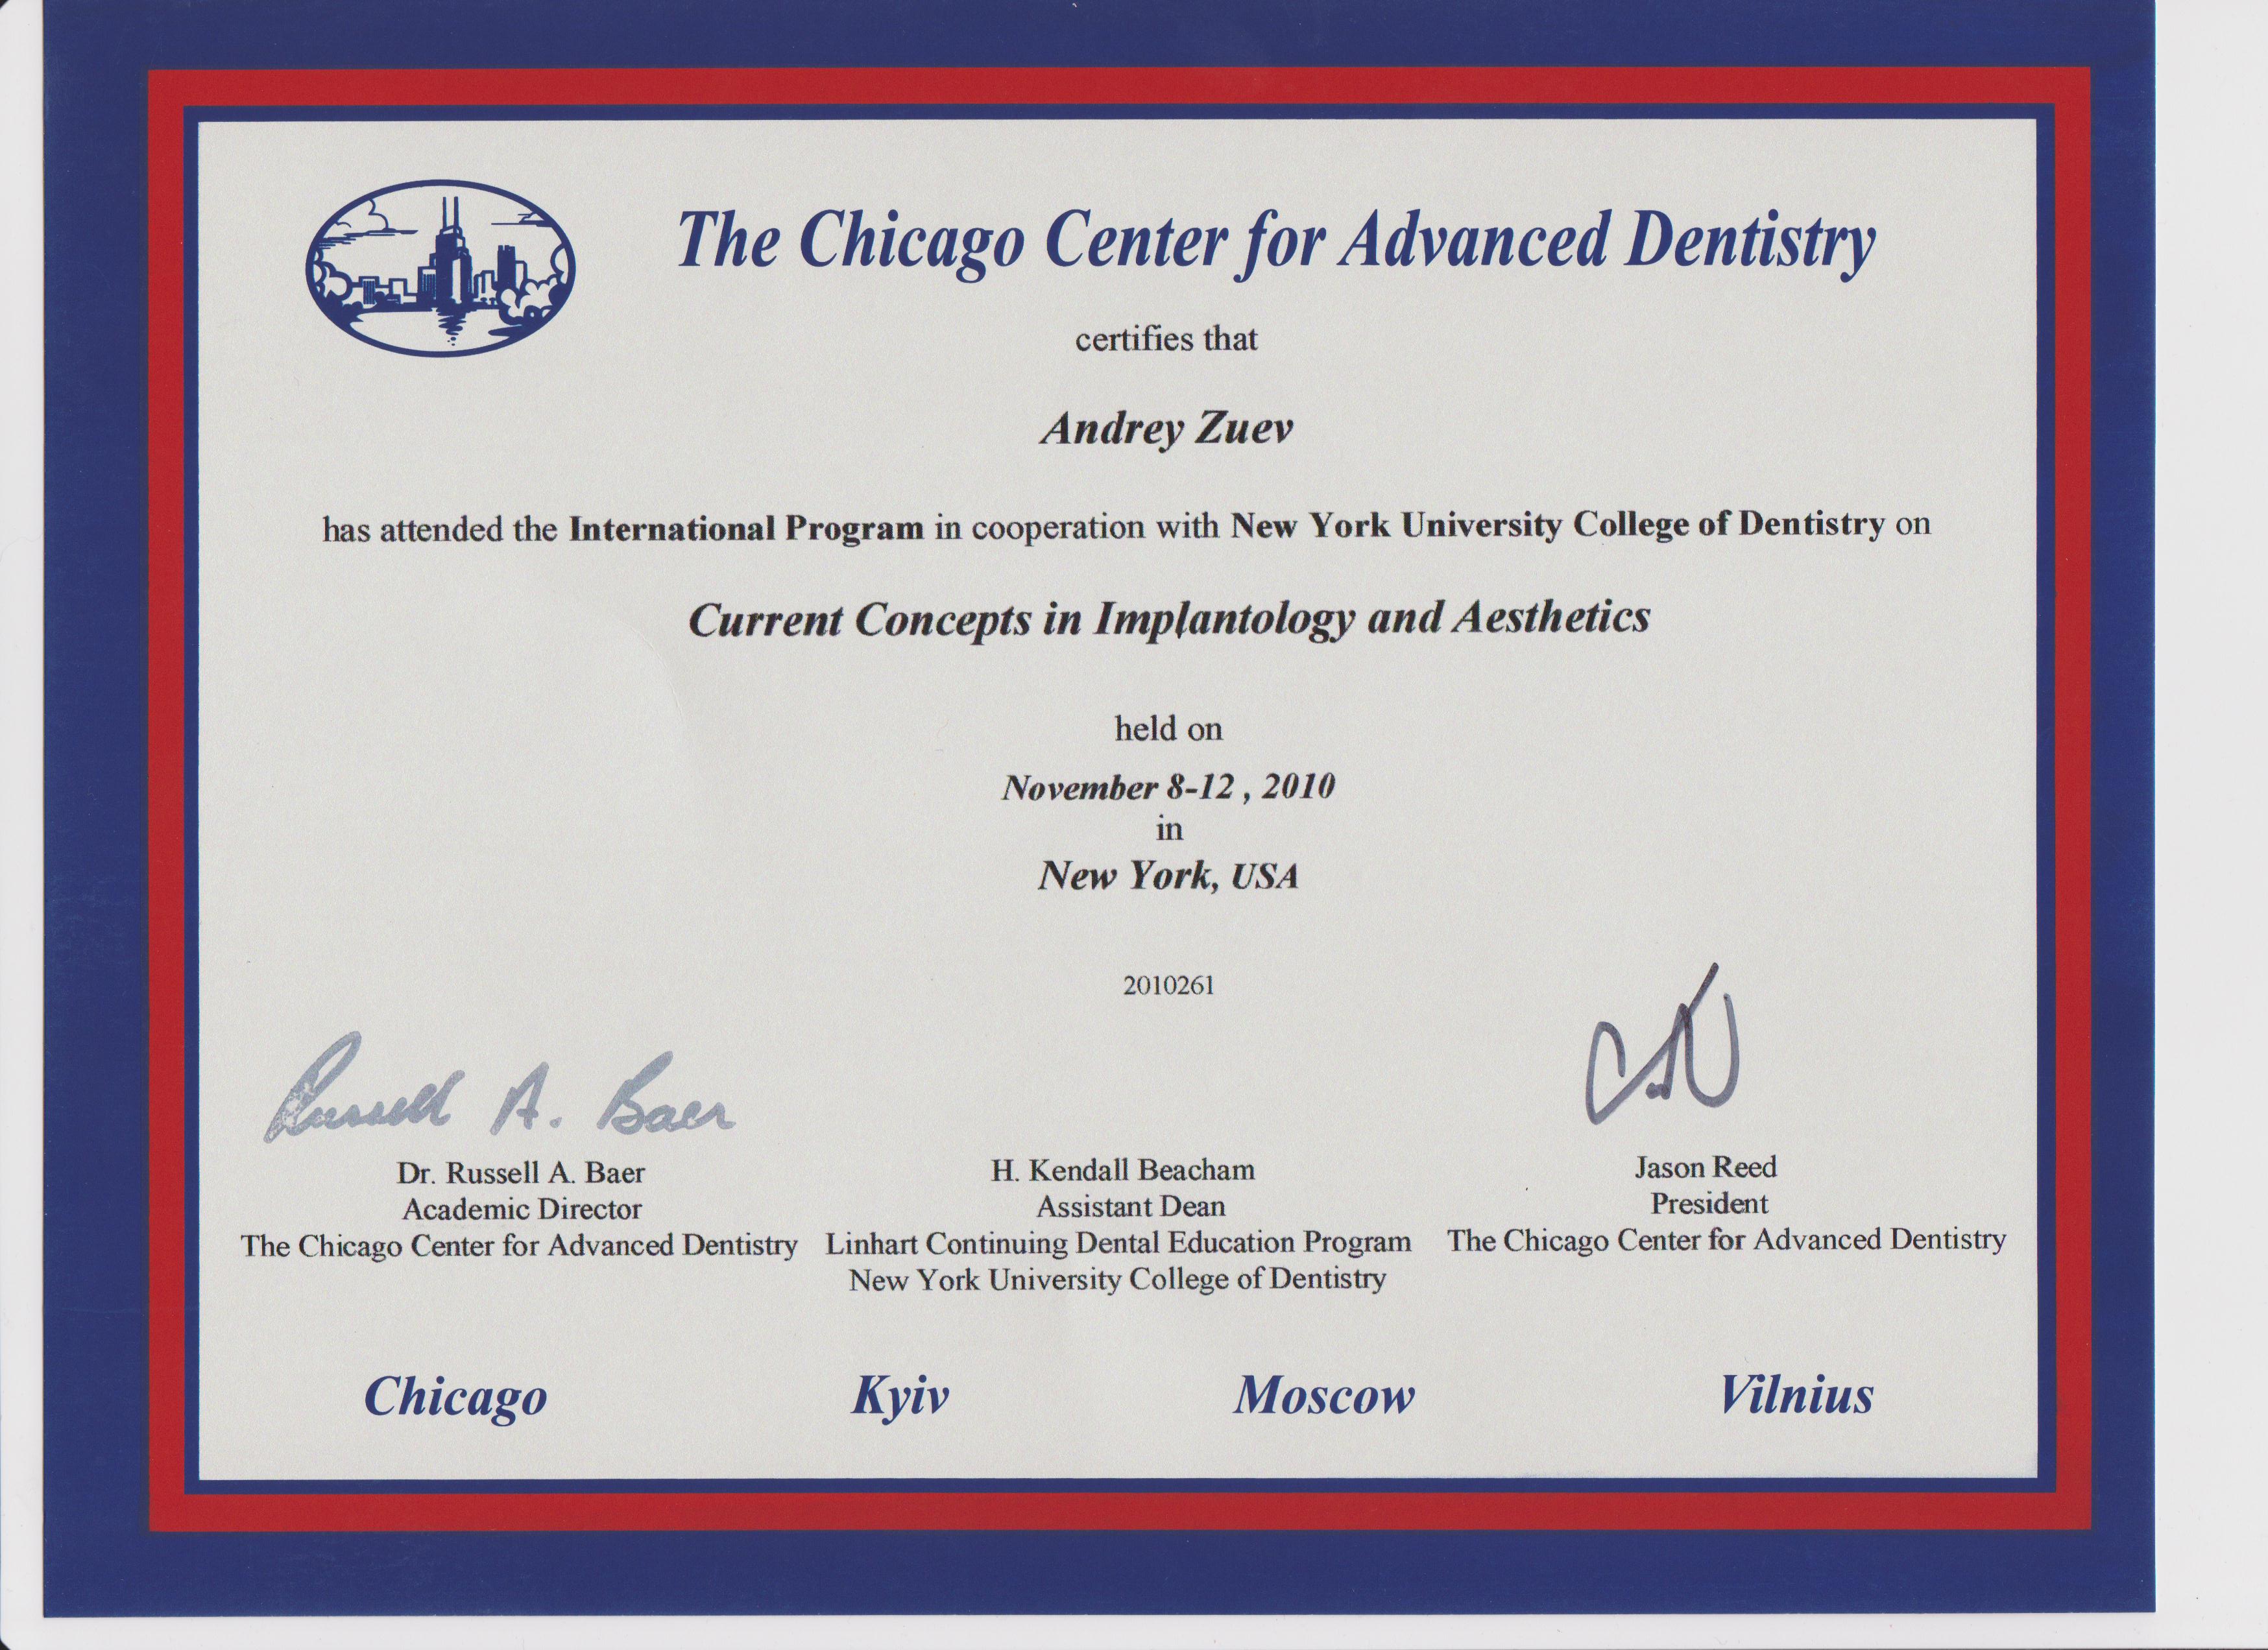 The Chicago Center for Advanced Dentistry
certifies that
Andrey Zuev
has attended the International Program in cooperation with New York University College of Dentistry on
Current Concepts in Implantology and Aesthetics
held on
November 8-12 , 2010
in
New York, USA
2010261
Russell A. Baer
Dr. Russell A. Baer
Academic Director
The Chicago Center for Advanced Dentistry
H. Kendall Beacham
Assistant Dean
Linhart Continuing Dental Education Program
New York University College of Dentistry
Jason Reed
President
The Chicago Center for Advanced Dentistry
Chicago Kyiv Moscow Vilnius